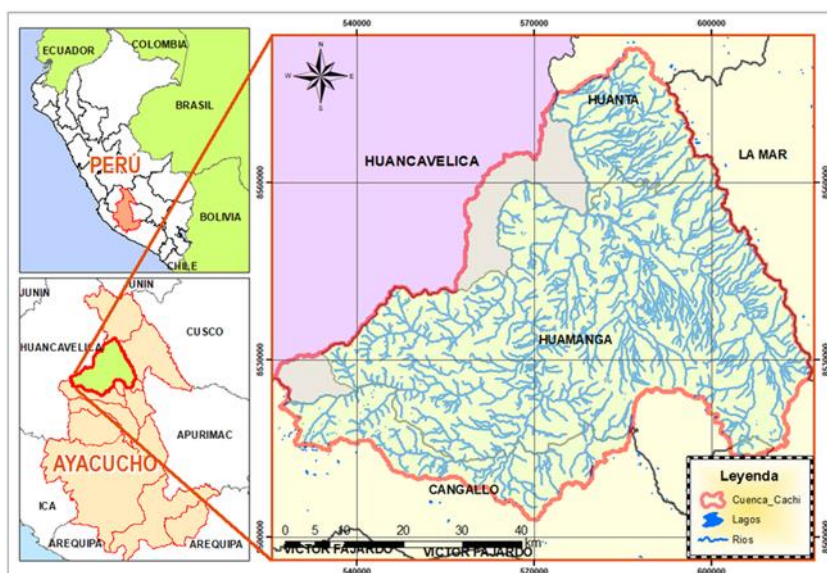 ECUADOR
COLOMBIA
BRASIL
PERÚ
BOLIVIA
CHILE
JUNIN
UNIN
CUSCO
HUANCAVELICA
APURIMAC
AYACUCHO
ICA
AREQUIPA
AREQUIPA
540000
570000
600000
N
W
E
S
HUANTA
HUANCAVELICA
LA MAR
8560000
8560000
HUAMANGA
8530000
8530000
CANGALLO
0 5 10 20 30 40
km
VICTOR FAJARDO
VICTOR FAJARDO
8500000
8500000
540000
570000
600000
Leyenda
Cuenca_Cachi
Lagos
Rios